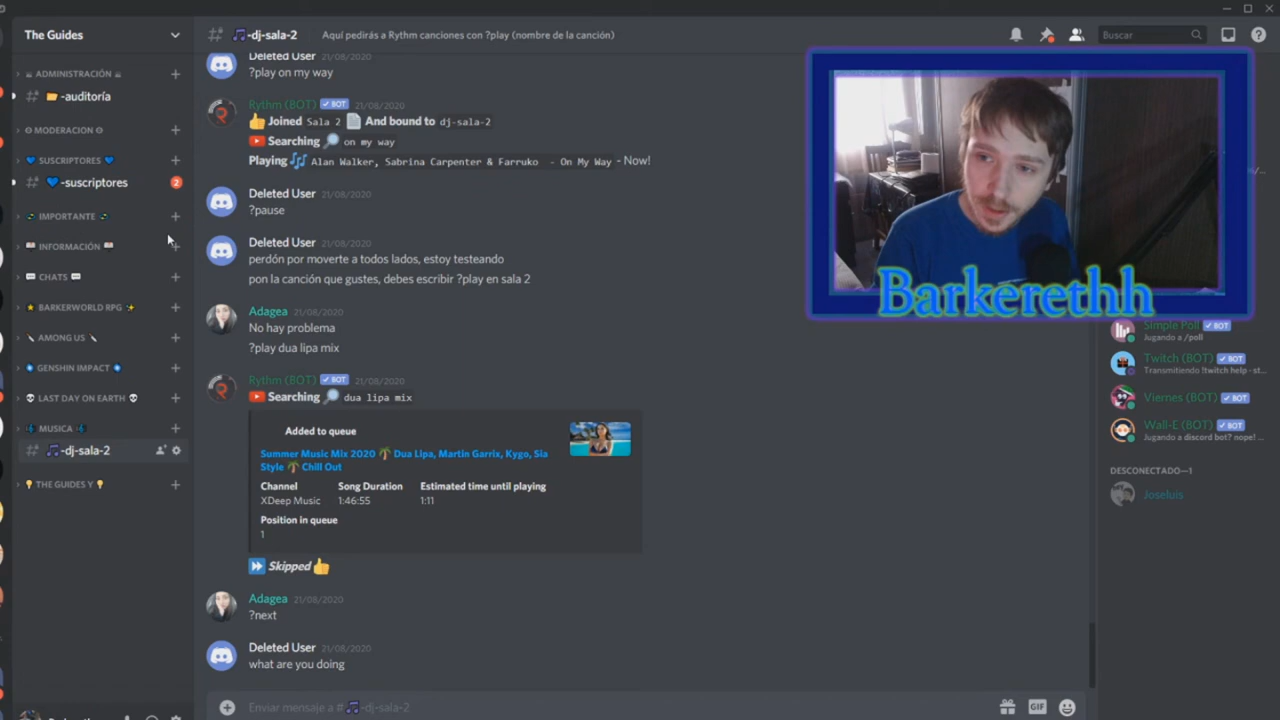 The Guides
ADMINISTRACIÓN
-auditoría
MODERACION
SUSCRIPTORES
-suscriptores
2
IMPORTANTE
INFORMACIÓN
CHATS
BARKERWORLD RPG
AMONG US
GENSHIN IMPACT
LAST DAY ON EARTH
MUSICA
-dj-sala-2
THE GUIDES Y
-dj-sala-2
Aquí pedirás a Rythm canciones con ?play (nombre de la canción)
Buscar
Deleted User 21/08/2020
?play on my way
Rythm (BOT) ✓ BOT 21/08/2020
Joined Sala 2 And bound to dj-sala-2
Searching on my way
Playing Alan Walker, Sabrina Carpenter & Farruko - On My Way - Now!
Deleted User 21/08/2020
?pause
Deleted User 21/08/2020
perdón por moverte a todos lados, estoy testeando
pon la canción que gustes, debes escribir ?play en sala 2
Adagea 21/08/2020
No hay problema
?play dua lipa mix
Rythm (BOT) ✓ BOT 21/08/2020
Searching dua lipa mix
Added to queue
Summer Music Mix 2020 🌴 Dua Lipa, Martin Garrix, Kygo, Sia
Style 🌴 Chill Out
Channel Song Duration Estimated time until playing
XDeep Music 1:46:55 1:11
Position in queue
1
Skipped
Adagea 21/08/2020
?next
Deleted User 21/08/2020
what are you doing
Enviar mensaje a # -dj-sala-2
GIF
Barkerethh
Simple Poll ✓ BOT
Jugando a /poll
Twitch (BOT) ✓ BOT
Transmitiendo !twitch help - st...
Viernes (BOT) ✓ BOT
Wall-E (BOT) ✓ BOT
Jugando a discord bot? nope! ...
DESCONECTADO—1
Joseluis